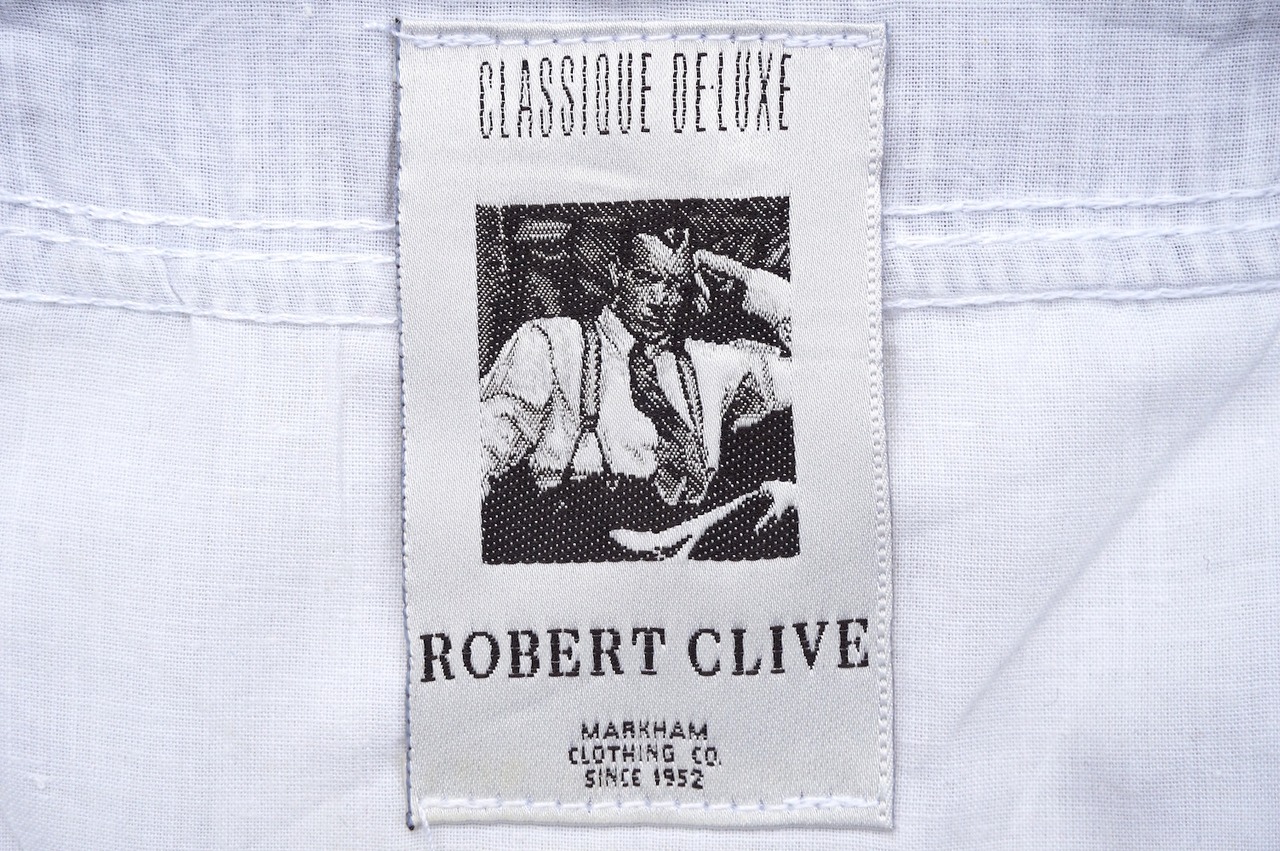 CLASSIQUE DELUXE
ROBERT CLIVE
MARKHAM
CLOTHING CO.
SINCE 1952